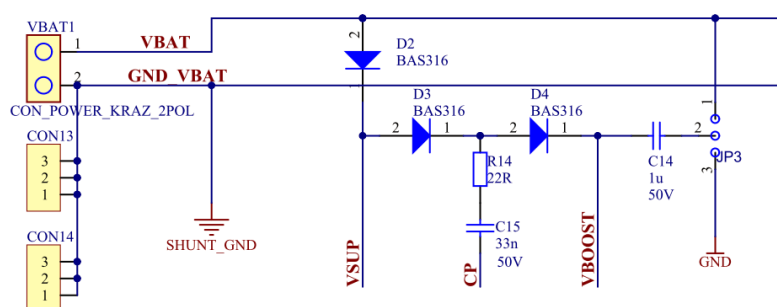 VBAT1
1
VBAT
2
GND_VBAT
CON_POWER_KRAZ_2POL
CON13
3
2
1
CON14
3
2
1
SHUNT_GND
2
D2
BAS316
D3
BAS316
2
1
D4
BAS316
2
1
R14
22R
C15
33n
50V
VSUP
CP
VBOOST
C14
1u
50V
1
2
3
JP3
GND